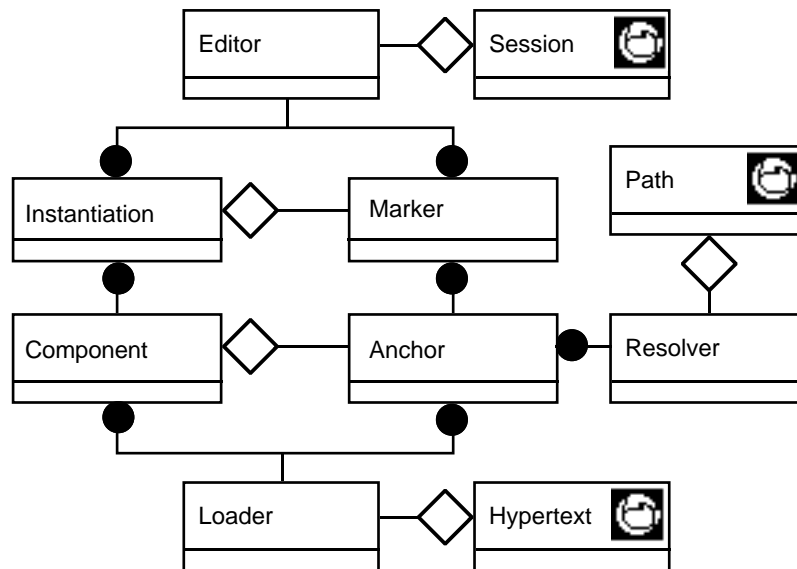 Editor
Session
Instantiation
Marker
Path
Component
Anchor
Resolver
Loader
Hypertext